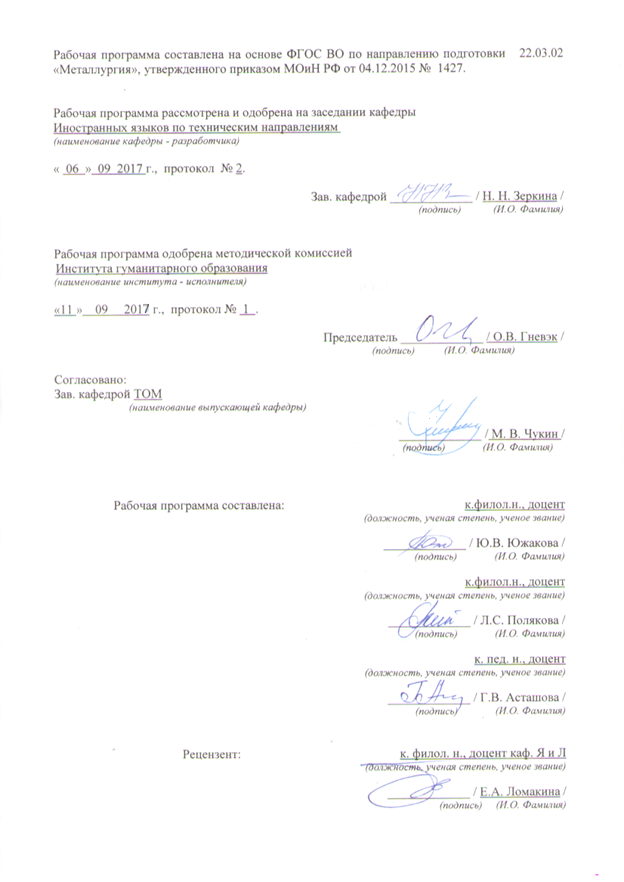 Рабочая программа составлена на основе ФГОС ВО по направлению подготовки 22.03.02
«Металлургия», утвержденного приказом МОиН РФ от 04.12.2015 № 1427.
Рабочая программа рассмотрена и одобрена на заседании кафедры
Иностранных языков по техническим направлениям
(наименование кафедры - разработчика)
« 06 » 09 2017 г., протокол № 2.
Зав. кафедрой / Н. Н. Зеркина /
(подпись) (И.О. Фамилия)
Рабочая программа одобрена методической комиссией
Института гуманитарного образования
(наименование института - исполнителя)
«11 » 09 2017 г., протокол № 1 .
Председатель / О.В. Гневэк /
(подпись) (И.О. Фамилия)
Согласовано:
Зав. кафедрой ТОМ
(наименование выпускающей кафедры)
/ М. В. Чукин /
(подпись) (И.О. Фамилия)
Рабочая программа составлена: к.филол.н., доцент
(должность, ученая степень, ученое звание)
/ Ю.В. Южакова /
(подпись) (И.О. Фамилия)
к.филол.н., доцент
(должность, ученая степень, ученое звание)
/ Л.С. Полякова /
(подпись) (И.О. Фамилия)
к. пед. н., доцент
(должность, ученая степень, ученое звание)
/ Г.В. Асташова /
(подпись) (И.О. Фамилия)
Рецензент: к. филол. н., доцент каф. Я и Л
(должность, ученая степень, ученое звание)
/ Е.А. Ломакина /
(подпись) (И.О. Фамилия)